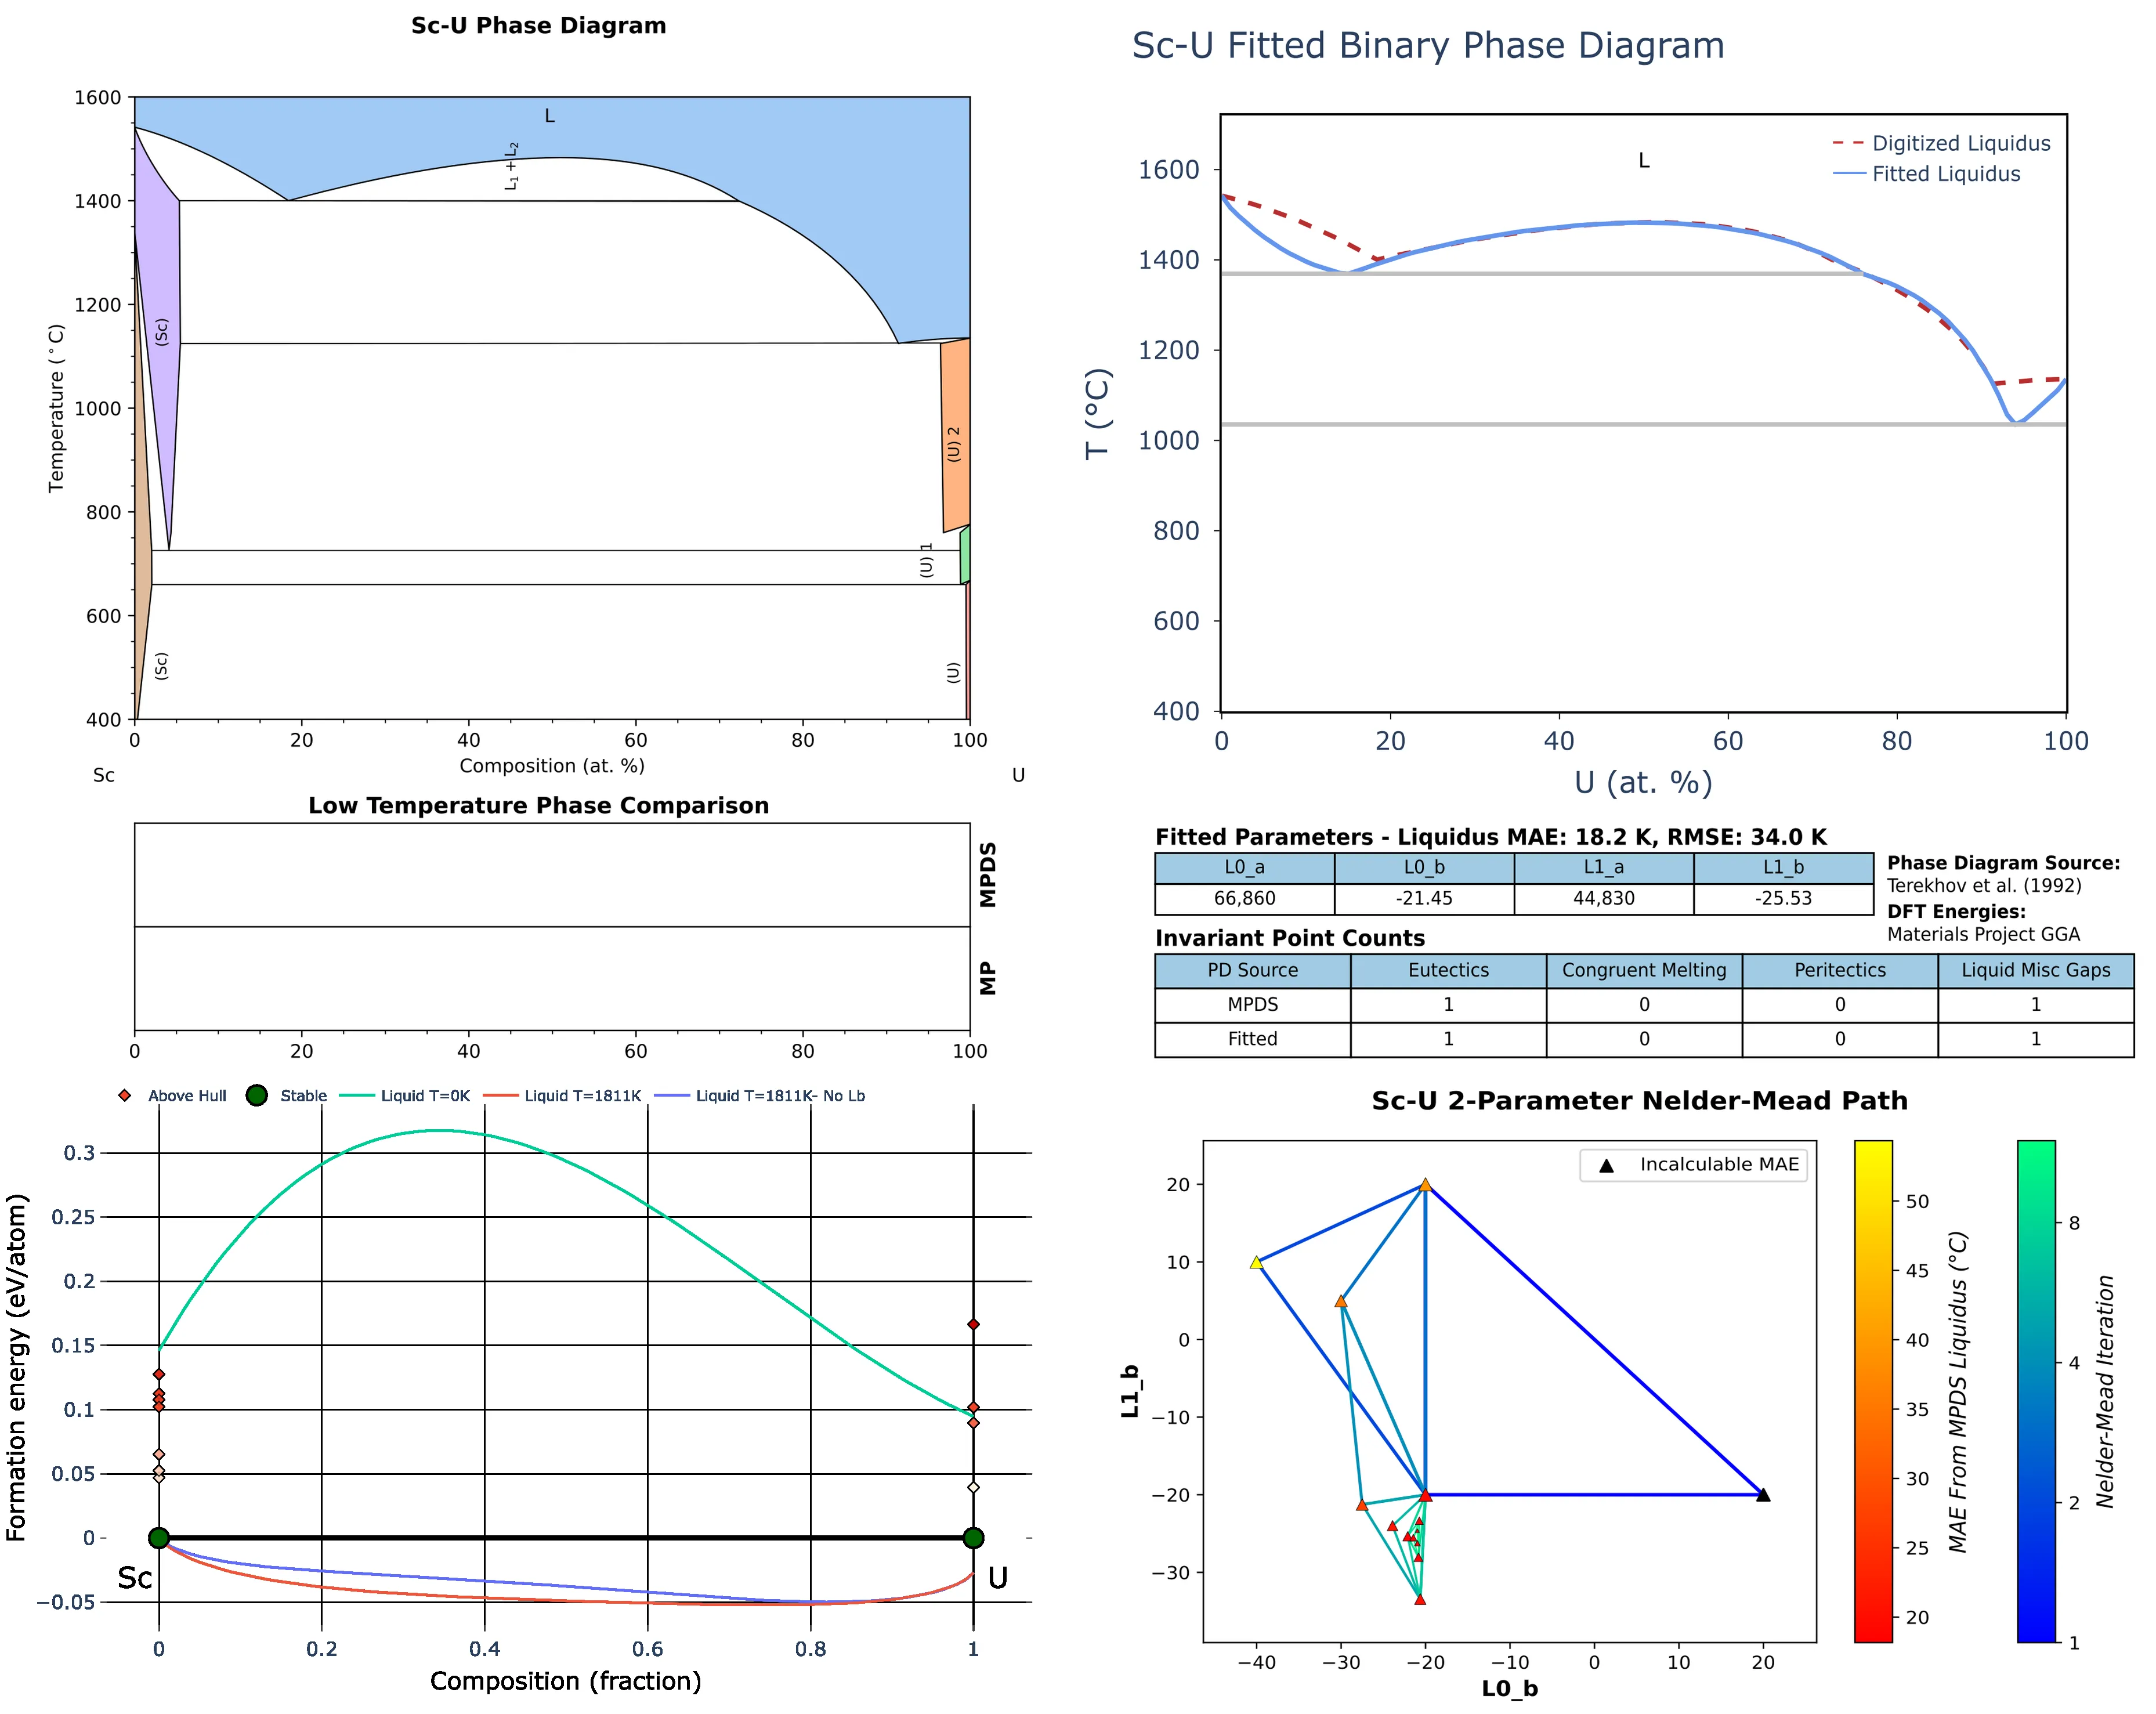 Sc-U Phase Diagram
1600
1400
1200
1000
800
600
400
Temperature (°C)
L
L1 + L2
(Sc)
(Sc)
(U) 2
(U) 1
(U)
0 20 40 60 80 100
Composition (at. %)
Sc U
Sc-U Fitted Binary Phase Diagram
Digitized Liquidus
Fitted Liquidus
L
1600
1400
1200
1000
800
600
400
T (°C)
0 20 40 60 80 100
U (at. %)
Low Temperature Phase Comparison
MPDS
MP
0 20 40 60 80 100
Fitted Parameters - Liquidus MAE: 18.2 K, RMSE: 34.0 K
L0_a L0_b L1_a L1_b
66,860 -21.45 44,830 -25.53
Phase Diagram Source:
Terekhov et al. (1992)
DFT Energies:
Materials Project GGA
Invariant Point Counts
PD Source Eutectics Congruent Melting Peritectics Liquid Misc Gaps
MPDS 1 0 0 1
Fitted 1 0 0 1
Above Hull Stable Liquid T=0K Liquid T=1811K Liquid T=1811K- No Lb
0.3
0.25
0.2
0.15
0.1
0.05
0
−0.05
Formation energy (eV/atom)
Sc U
0 0.2 0.4 0.6 0.8 1
Composition (fraction)
Sc-U 2-Parameter Nelder-Mead Path
Incalculable MAE
20
10
0
−10
−20
−30
L1_b
−40 −30 −20 −10 0 10 20
L0_b
50
45
40
35
30
25
20
MAE From MPDS Liquidus (°C)
8
4
2
1
Nelder-Mead Iteration